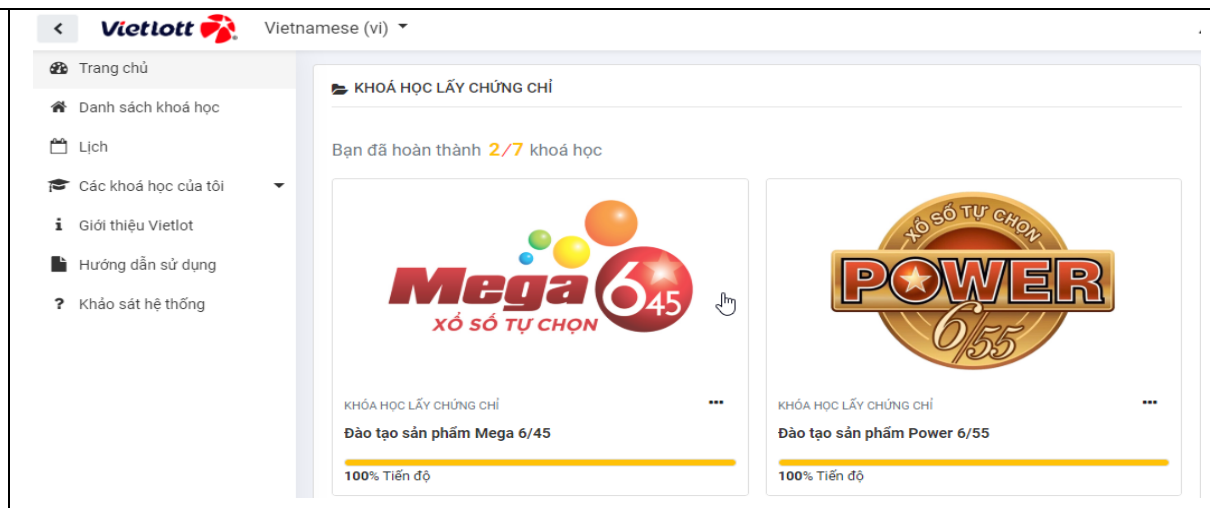 Vietlott Vietnamese (vi)
Trang chủ
Danh sách khoá học
Lịch
Các khoá học của tôi
Giới thiệu Vietlot
Hướng dẫn sử dụng
Khảo sát hệ thống
KHOÁ HỌC LẤY CHỨNG CHỈ
Bạn đã hoàn thành 2/7 khoá học
Mega 6 45
XỔ SỐ TỰ CHỌN
KHÓA HỌC LẤY CHỨNG CHỈ
Đào tạo sản phẩm Mega 6/45
100% Tiến độ
XỔ SỐ TỰ CHỌN
POWER
6/55
KHÓA HỌC LẤY CHỨNG CHỈ
Đào tạo sản phẩm Power 6/55
100% Tiến độ